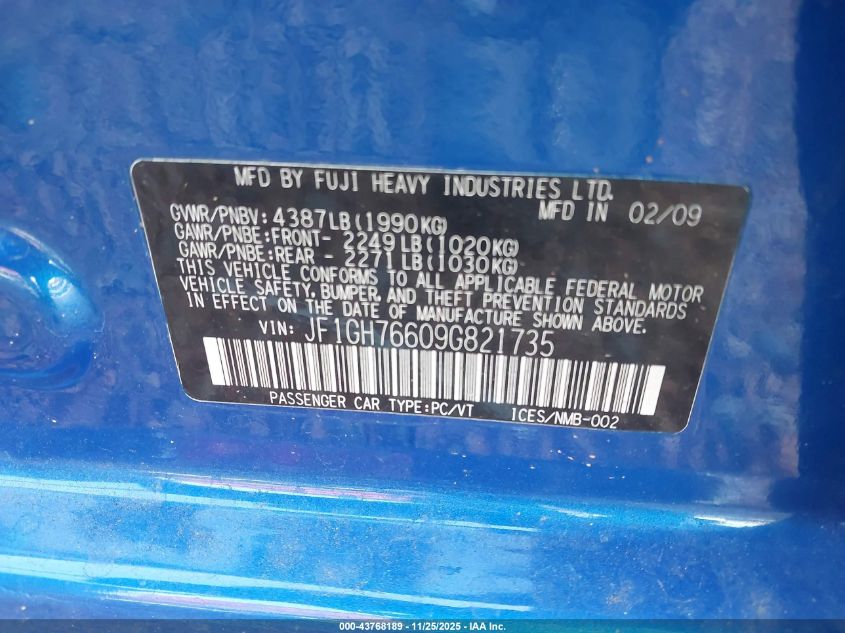 MFD BY FUJI HEAVY INDUSTRIES LTD.
MFD IN 02/09
GVWR/PNBV: 4387LB(1990KG)
GAWR/PNBE:FRONT- 2249LB(1020KG)
GAWR/PNBE:REAR - 2271LB(1030KG)
THIS VEHICLE CONFORMS TO ALL APPLICABLE FEDERAL MOTOR
VEHICLE SAFETY, BUMPER, AND THEFT PREVENTION STANDARDS
IN EFFECT ON THE DATE OF MANUFACTURE SHOWN ABOVE.
VIN: JF1GH76609G821735
PASSENGER CAR TYPE:PC/VT ICES/NMB-002
000-43768189 - 11/25/2025 - IAA Inc.